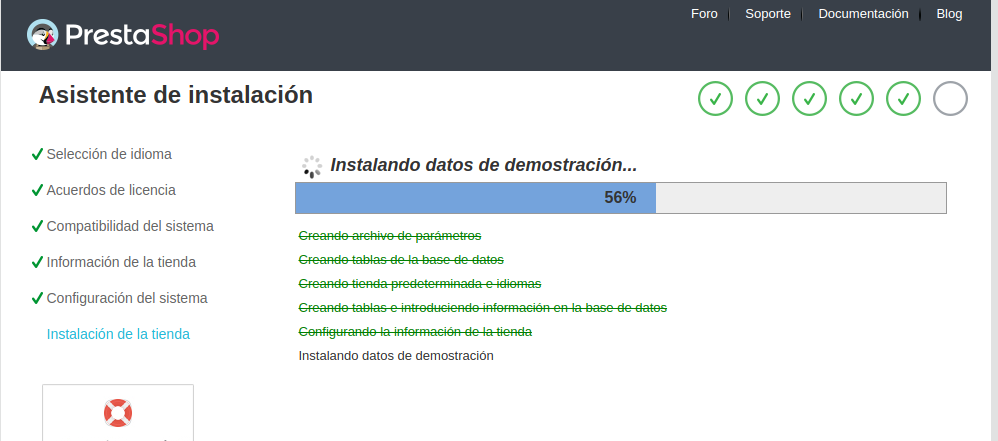 Foro
Soporte
Documentación
Blog
PrestaShop
Asistente de instalación
Selección de idioma
Acuerdos de licencia
Compatibilidad del sistema
Información de la tienda
Configuración del sistema
Instalación de la tienda
Instalando datos de demostración...
56%
Creando archivo de parámetros
Creando tablas de la base de datos
Creando tienda predeterminada e idiomas
Creando tablas e introduciendo información en la base de datos
Configurando la información de la tienda
Instalando datos de demostración